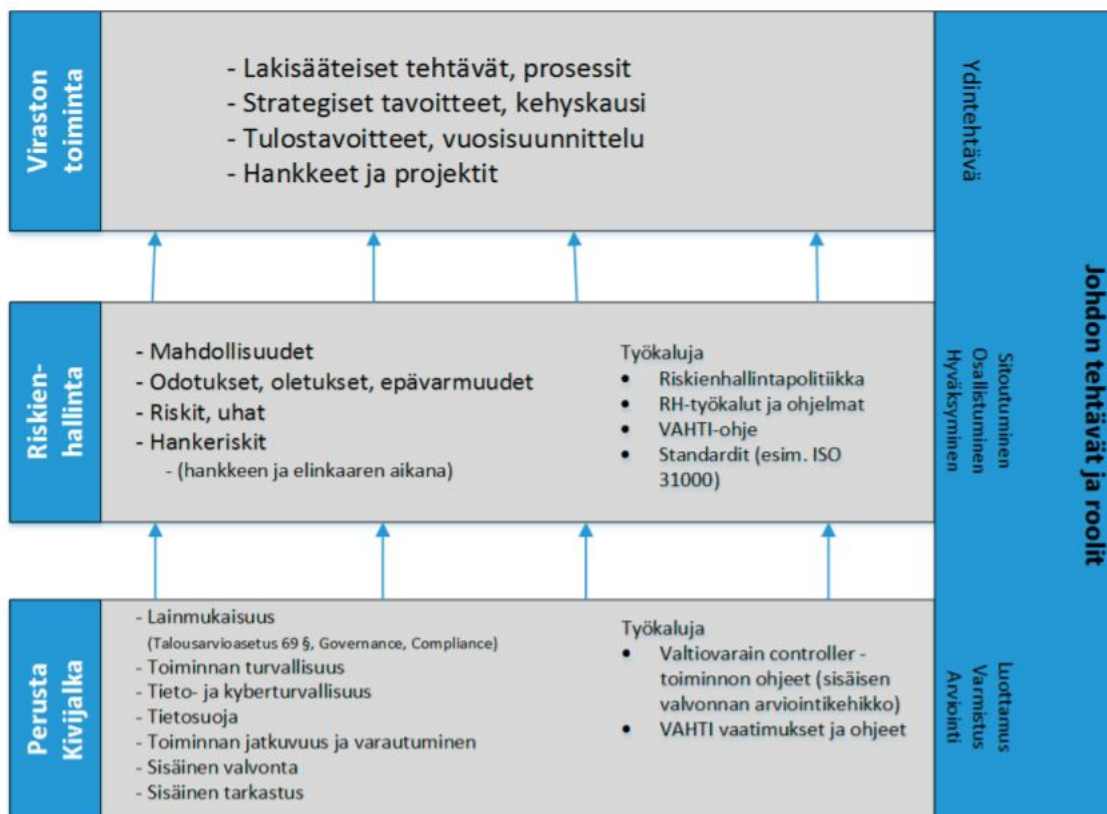 Viraston
toiminta
- Lakisääteiset tehtävät, prosessit
- Strategiset tavoitteet, kehyskausi
- Tulostavoitteet, vuosisuunnittelu
- Hankkeet ja projektit
Ydintehtävä
Riskien-
hallinta
- Mahdollisuudet
- Odotukset, oletukset, epävarmuudet
- Riskit, uhat
- Hankeriskit
- (hankkeen ja elinkaaren aikana)
Työkaluja
• Riskienhallintapolitiikka
• RH-työkalut ja ohjelmat
• VAHTI-ohje
• Standardit (esim. ISO
31000)
Sitoutuminen
Osallistuminen
Hyväksyminen
Perusta
Kivijalka
- Lainmukaisuus
(Talousarvioasetus 69 §, Governance, Compliance)
- Toiminnan turvallisuus
- Tieto- ja kyberturvallisuus
- Tietosuoja
- Toiminnan jatkuvuus ja varautuminen
- Sisäinen valvonta
- Sisäinen tarkastus
Työkaluja
• Valtiovarain controller -
toiminnon ohjeet (sisäisen
valvonnan arviointikehikko)
• VAHTI vaatimukset ja ohjeet
Luottamus
Varmistus
Arviointi
Johdon tehtävät ja roolit